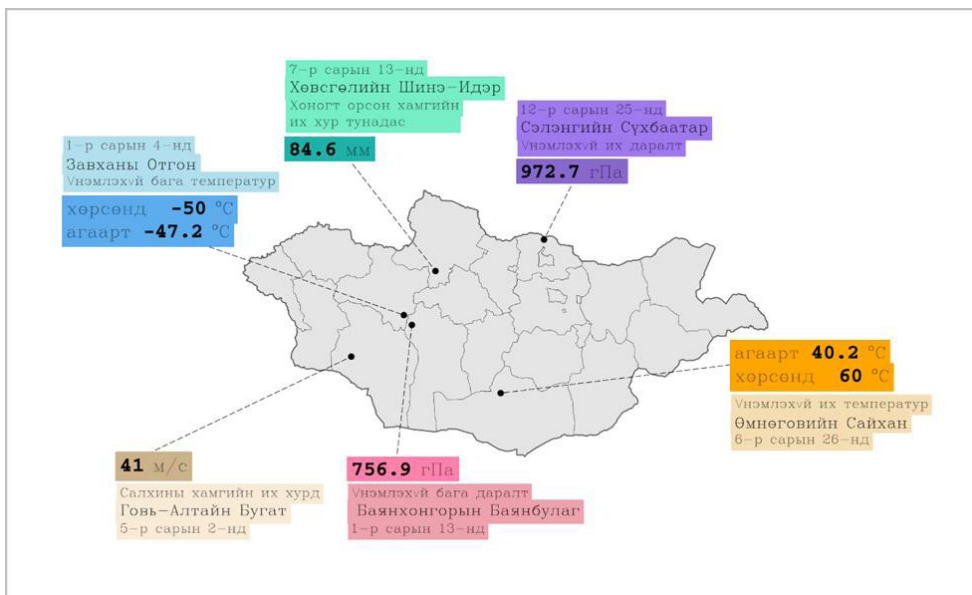 7-р сарын 13-нд
Хөвсгөлийн Шинэ-Идэр
Хоногт орсон хамгийн
их хур тунадас
84.6 мм
12-р сарын 25-нд
Сэлэнгийн Сүхбаатар
Үнэмлэхүй их даралт
972.7 гПа
1-р сарын 4-нд
Завханы Отгон
Үнэмлэхүй бага температур
хөрсөнд -50 °C
агаарт -47.2 °C
агаарт 40.2 °C
хөрсөнд 60 °C
Үнэмлэхүй их температур
Өмнөговийн Сайхан
6-р сарын 26-нд
41 м/с
Салхины хамгийн их хурд
Говь-Алтайн Бугат
5-р сарын 2-нд
756.9 гПа
Үнэмлэхүй бага даралт
Баянхонгорын Баянбулаг
1-р сарын 13-нд